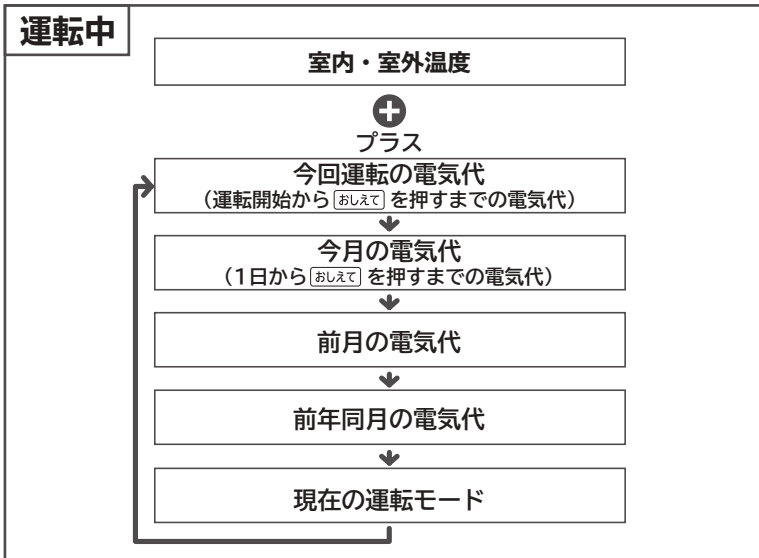 運転中
室内・室外温度
プラス
今回運転の電気代
（運転開始から おしえて を押すまでの電気代）
今月の電気代
（1日から おしえて を押すまでの電気代）
前月の電気代
前年同月の電気代
現在の運転モード